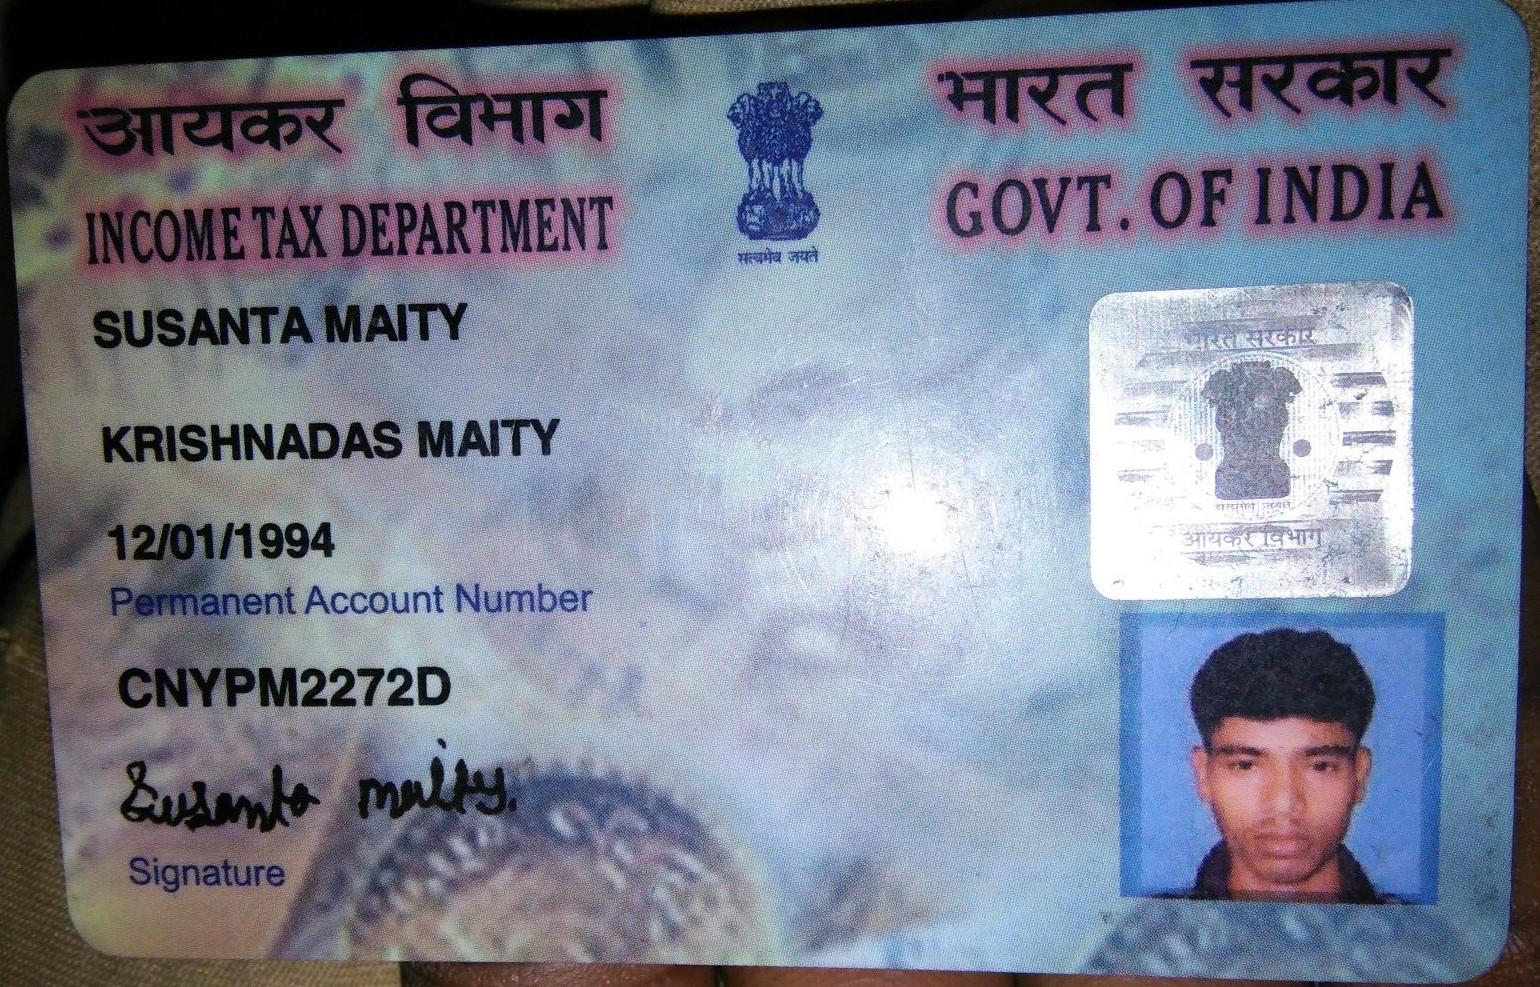 आयकर विभाग
INCOME TAX DEPARTMENT
सत्यमेव जयते
भारत सरकार
GOVT. OF INDIA
SUSANTA MAITY
KRISHNADAS MAITY
12/01/1994
Permanent Account Number
CNYPM2272D
Susanta Maity.
Signature
भारत सरकार
सत्यमेव जयते
आयकर विभाग